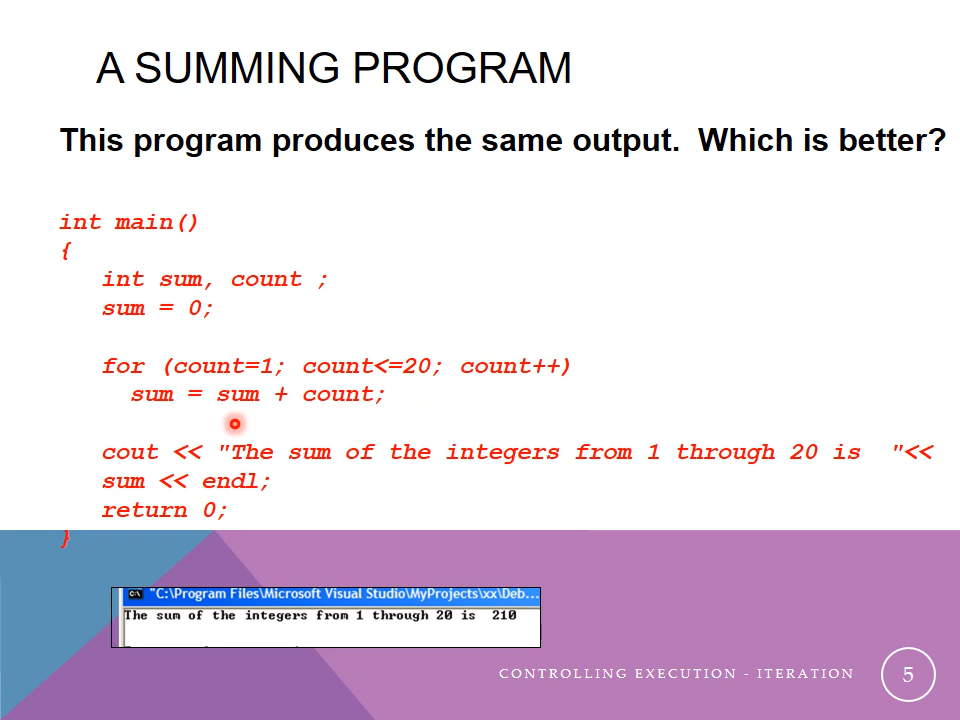 A SUMMING PROGRAM
This program produces the same output.  Which is better?
int main()
{
   int sum, count ;
   sum = 0;
   for (count=1; count<=20; count++)
     sum = sum + count;
   cout << "The sum of the integers from 1 through 20 is  "<<
   sum << endl;
   return 0;
}
"C:\Program Files\Microsoft Visual Studio\MyProjects\xx\Deb...
The sum of the integers from 1 through 20 is  210
CONTROLLING EXECUTION - ITERATION
5